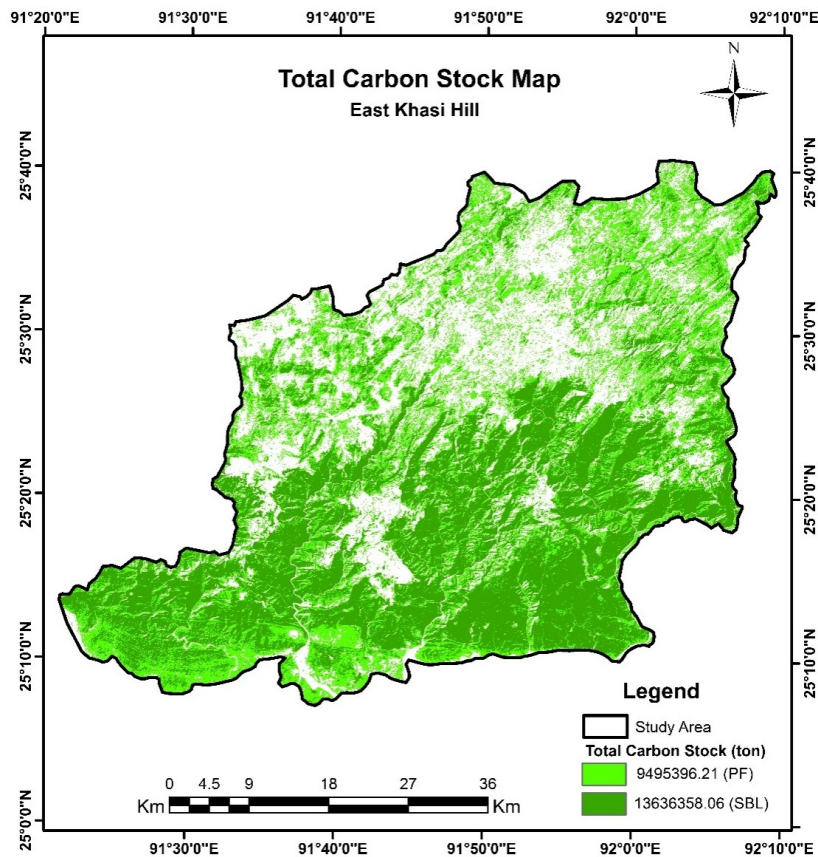 91°20'0"E 91°30'0"E 91°40'0"E 91°50'0"E 92°0'0"E 92°10'0"E
N
Total Carbon Stock Map
East Khasi Hill
25°40'0"N
25°40'0"N
25°30'0"N
25°30'0"N
25°20'0"N
25°20'0"N
25°10'0"N
25°10'0"N
Legend
Study Area
Total Carbon Stock (ton)
9495396.21 (PF)
13636358.06 (SBL)
0 4.5 9 18 27 36
Km Km
25°0'0"N
91°30'0"E 91°40'0"E 91°50'0"E 92°0'0"E 92°10'0"E